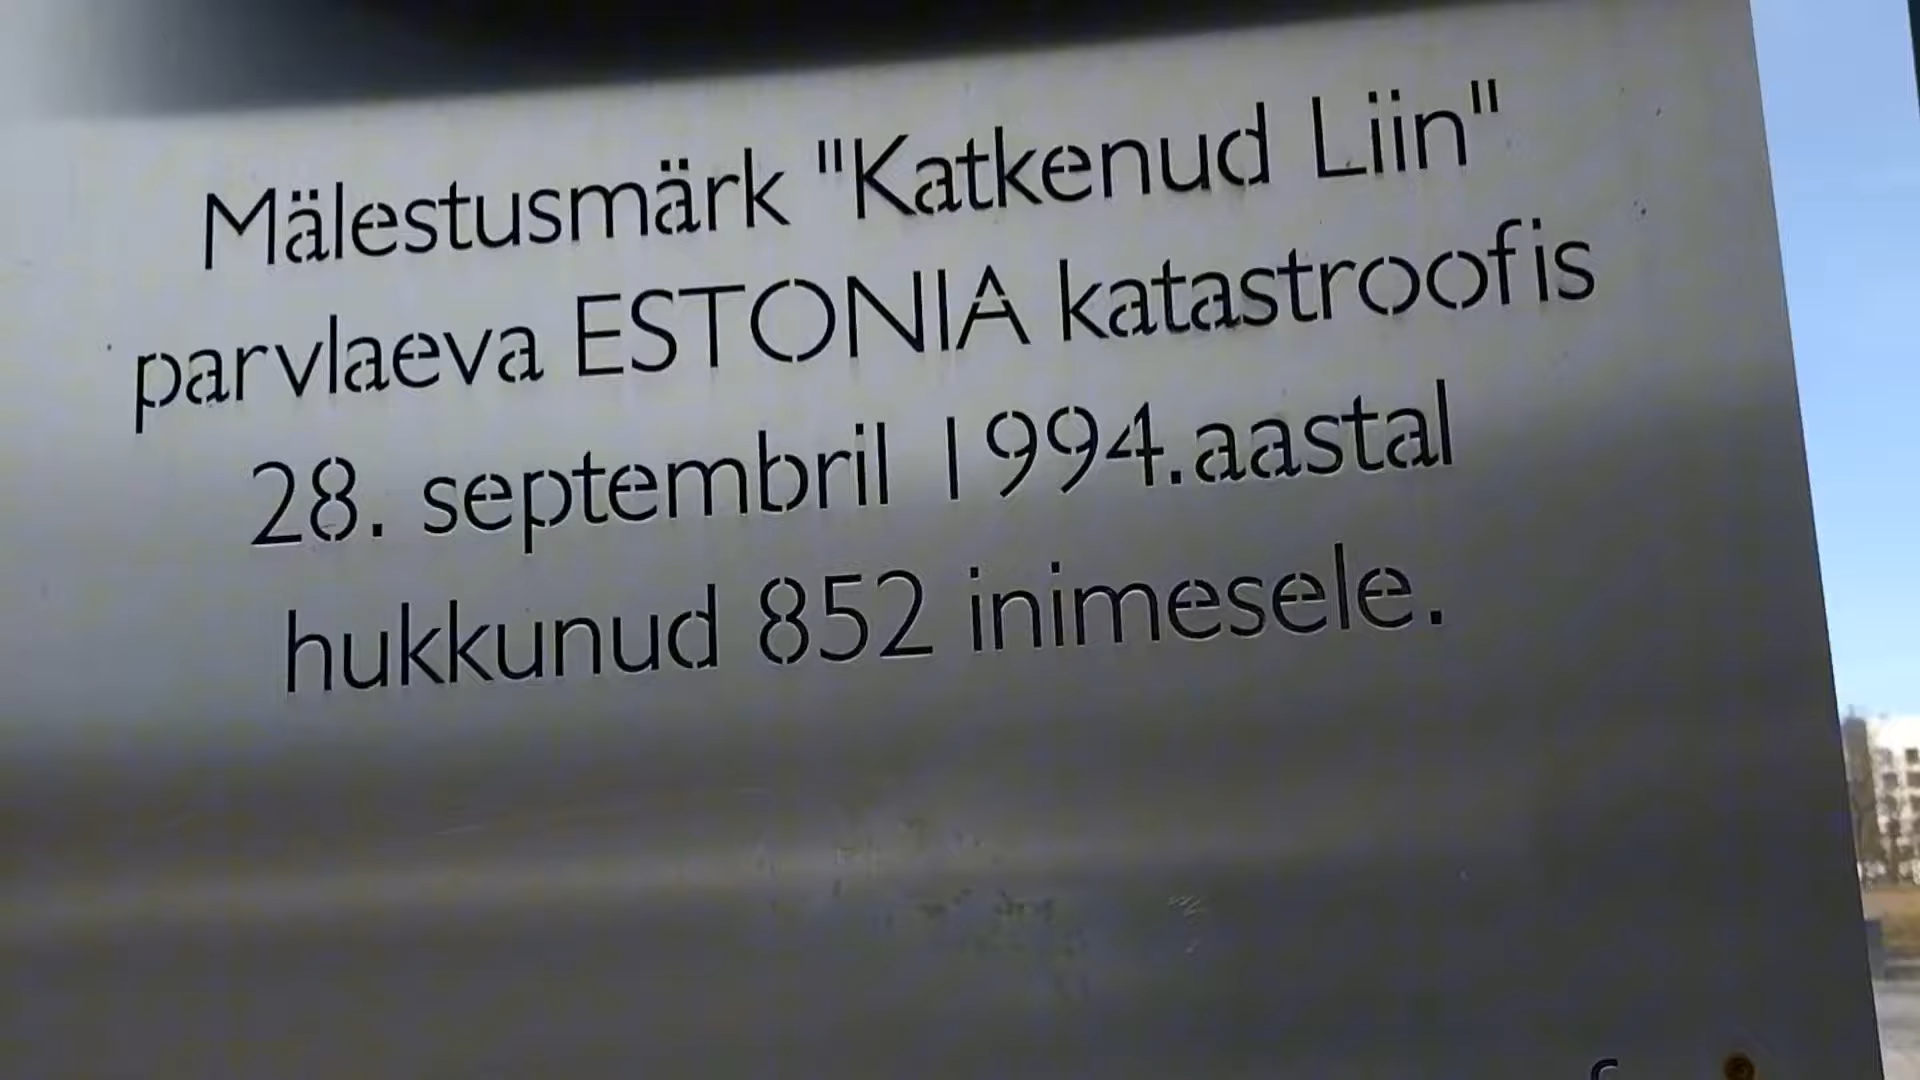 Mälestusmärk "Katkenud Liin"
parvlaeva ESTONIA katastroofis
28. septembril 1994.aastal
hukkunud 852 inimesele.